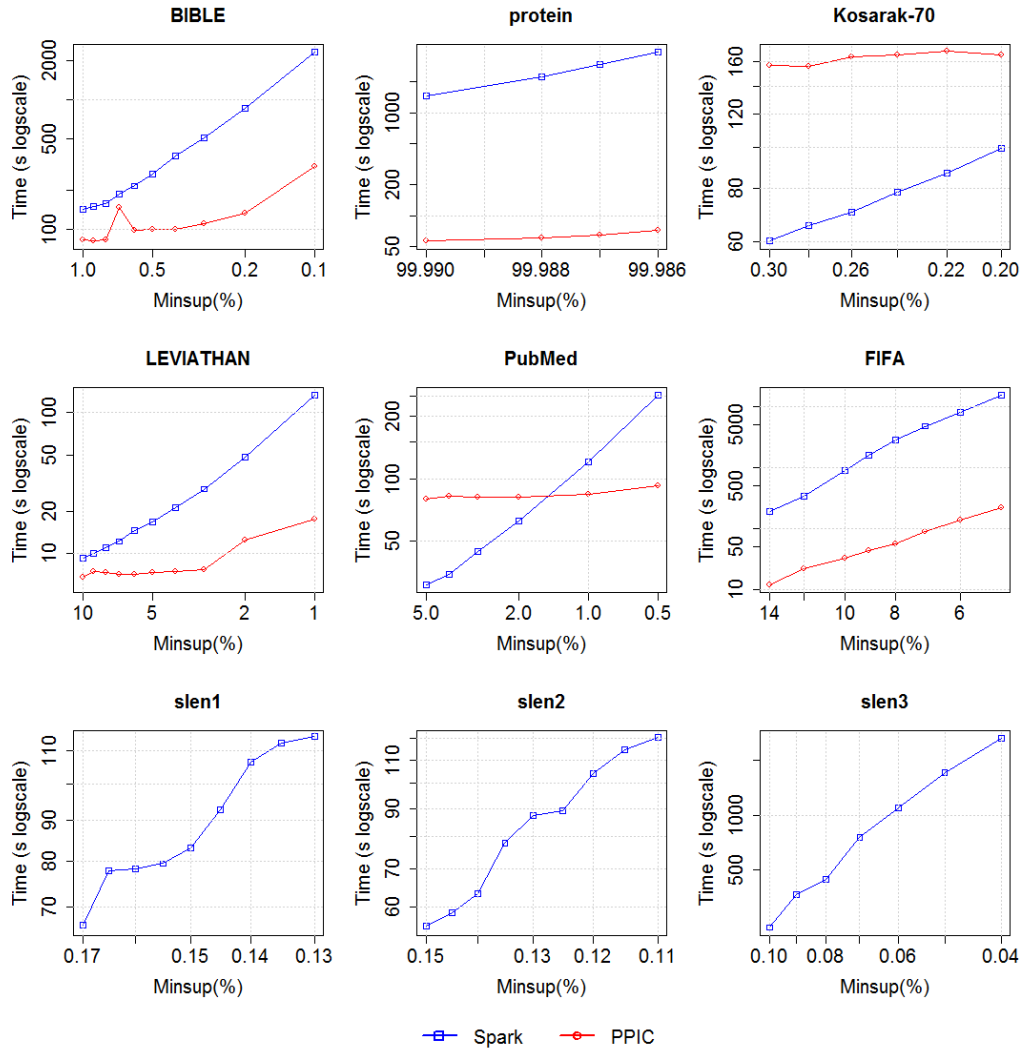 BIBLE
Time (s logscale)
2000
500
100
1.0 0.5 0.2 0.1
Minsup(%)
protein
Time (s logscale)
1000
200
50
99.990 99.988 99.986
Minsup(%)
Kosarak-70
Time (s logscale)
160
120
80
60
0.30 0.26 0.22 0.20
Minsup(%)
LEVIATHAN
Time (s logscale)
100
50
20
10
10 5 2 1
Minsup(%)
PubMed
Time (s logscale)
200
100
50
5.0 2.0 1.0 0.5
Minsup(%)
FIFA
Time (s logscale)
5000
500
50
10
14 10 8 6
Minsup(%)
slen1
Time (s logscale)
110
90
80
70
0.17 0.15 0.14 0.13
Minsup(%)
slen2
Time (s logscale)
110
90
70
60
0.15 0.13 0.12 0.11
Minsup(%)
slen3
Time (s logscale)
1000
500
0.10 0.08 0.06 0.04
Minsup(%)
Spark PPIC